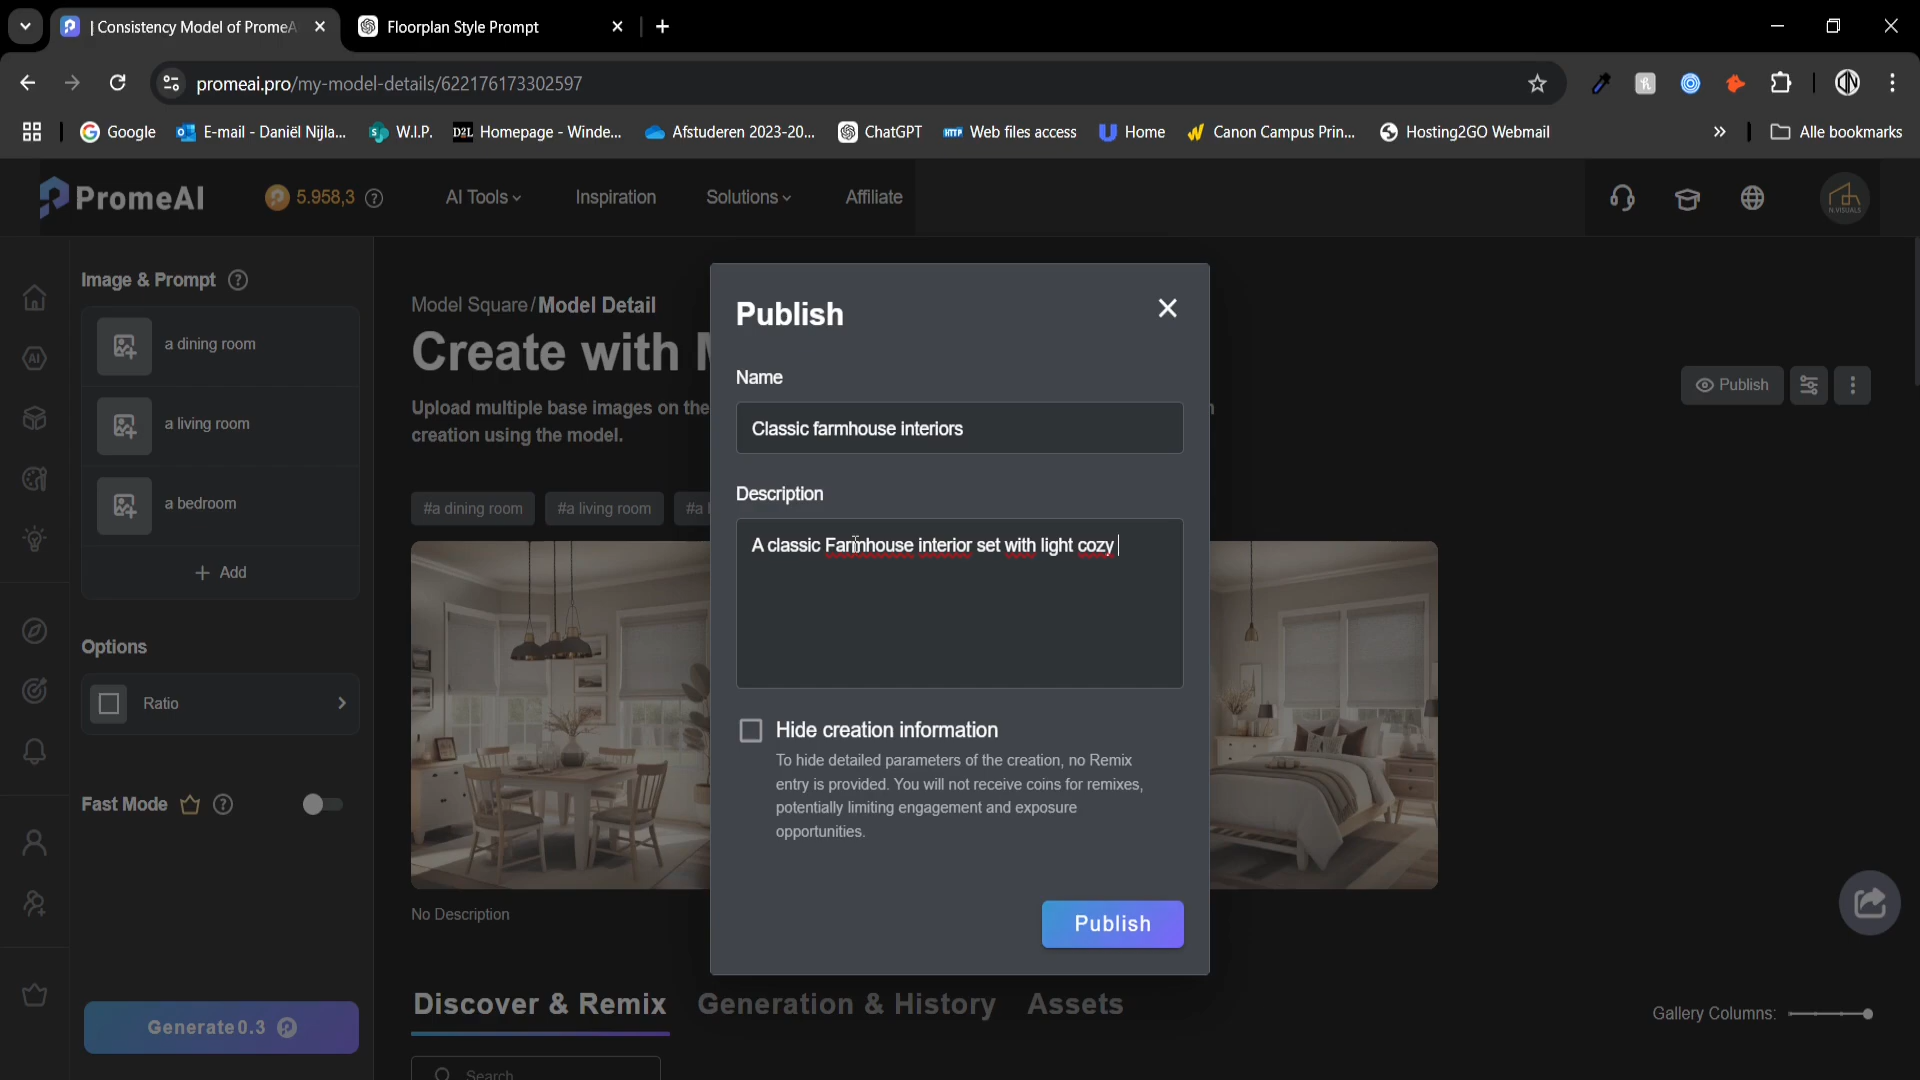 | Consistency Model of PromeA
Floorplan Style Prompt
promeai.pro/my-model-details/622176173302597
Google
E-mail - Daniël Nijla...
W.I.P.
D2L Homepage - Winde...
Afstuderen 2023-20...
ChatGPT
HTTP Web files access
Home
Canon Campus Prin...
Hosting2GO Webmail
Alle bookmarks
PromeAI
5.958,3
AI Tools
Inspiration
Solutions
Affiliate
N.VISUALS
Image & Prompt
a dining room
a living room
a bedroom
+ Add
Options
Ratio
Fast Mode
Generate 0.3
Model Square/Model Detail
Create with M
Upload multiple base images on the
creation using the model.
#a dining room
#a living room
#a
No Description
Publish
Publish
Name
Classic farmhouse interiors
Description
A classic Farmhouse interior set with light cozy
Hide creation information
To hide detailed parameters of the creation, no Remix
entry is provided. You will not receive coins for remixes,
potentially limiting engagement and exposure
opportunities.
Publish
Discover & Remix
Generation & History
Assets
Gallery Columns:
Search